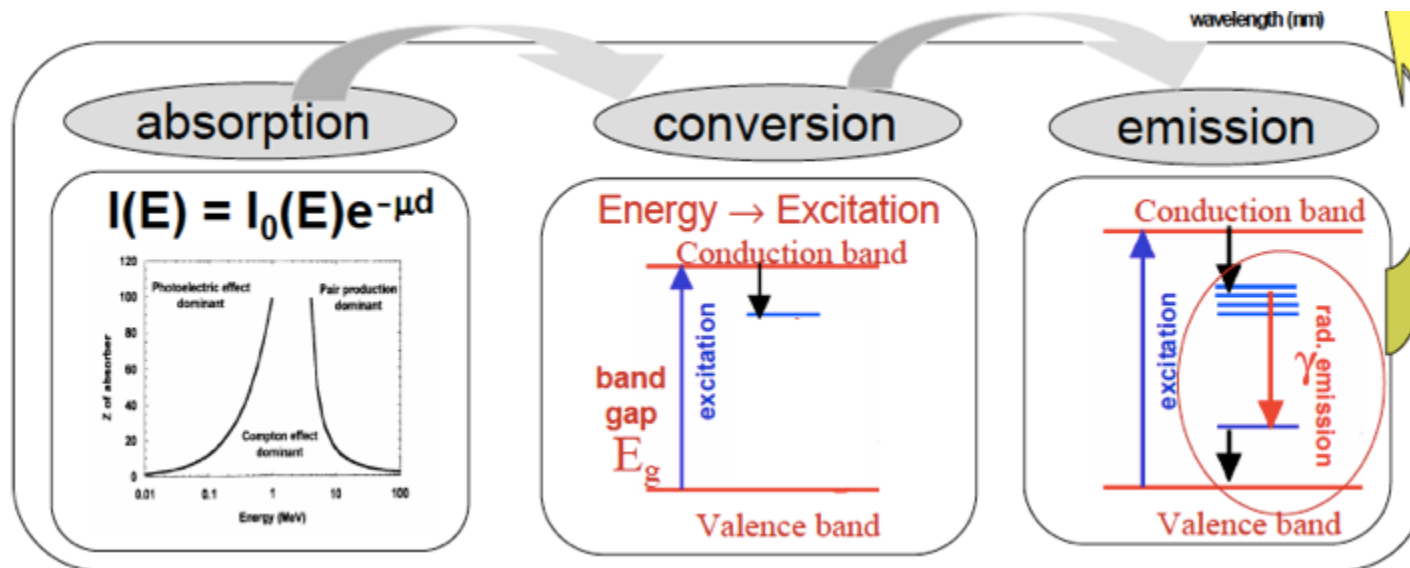 wavelength (nm)
absorption
conversion
emission
I(E) = I₀(E)e⁻μd
120
100
80
60
40
20
0
Z of absorber
Photoelectric effect
dominant
Pair production
dominant
Compton effect
dominant
0.01
0.1
1
10
100
Energy (MeV)
Energy → Excitation
Conduction band
excitation
band
gap
Eg
Valence band
Conduction band
excitation
γ
rad. emission
Valence band